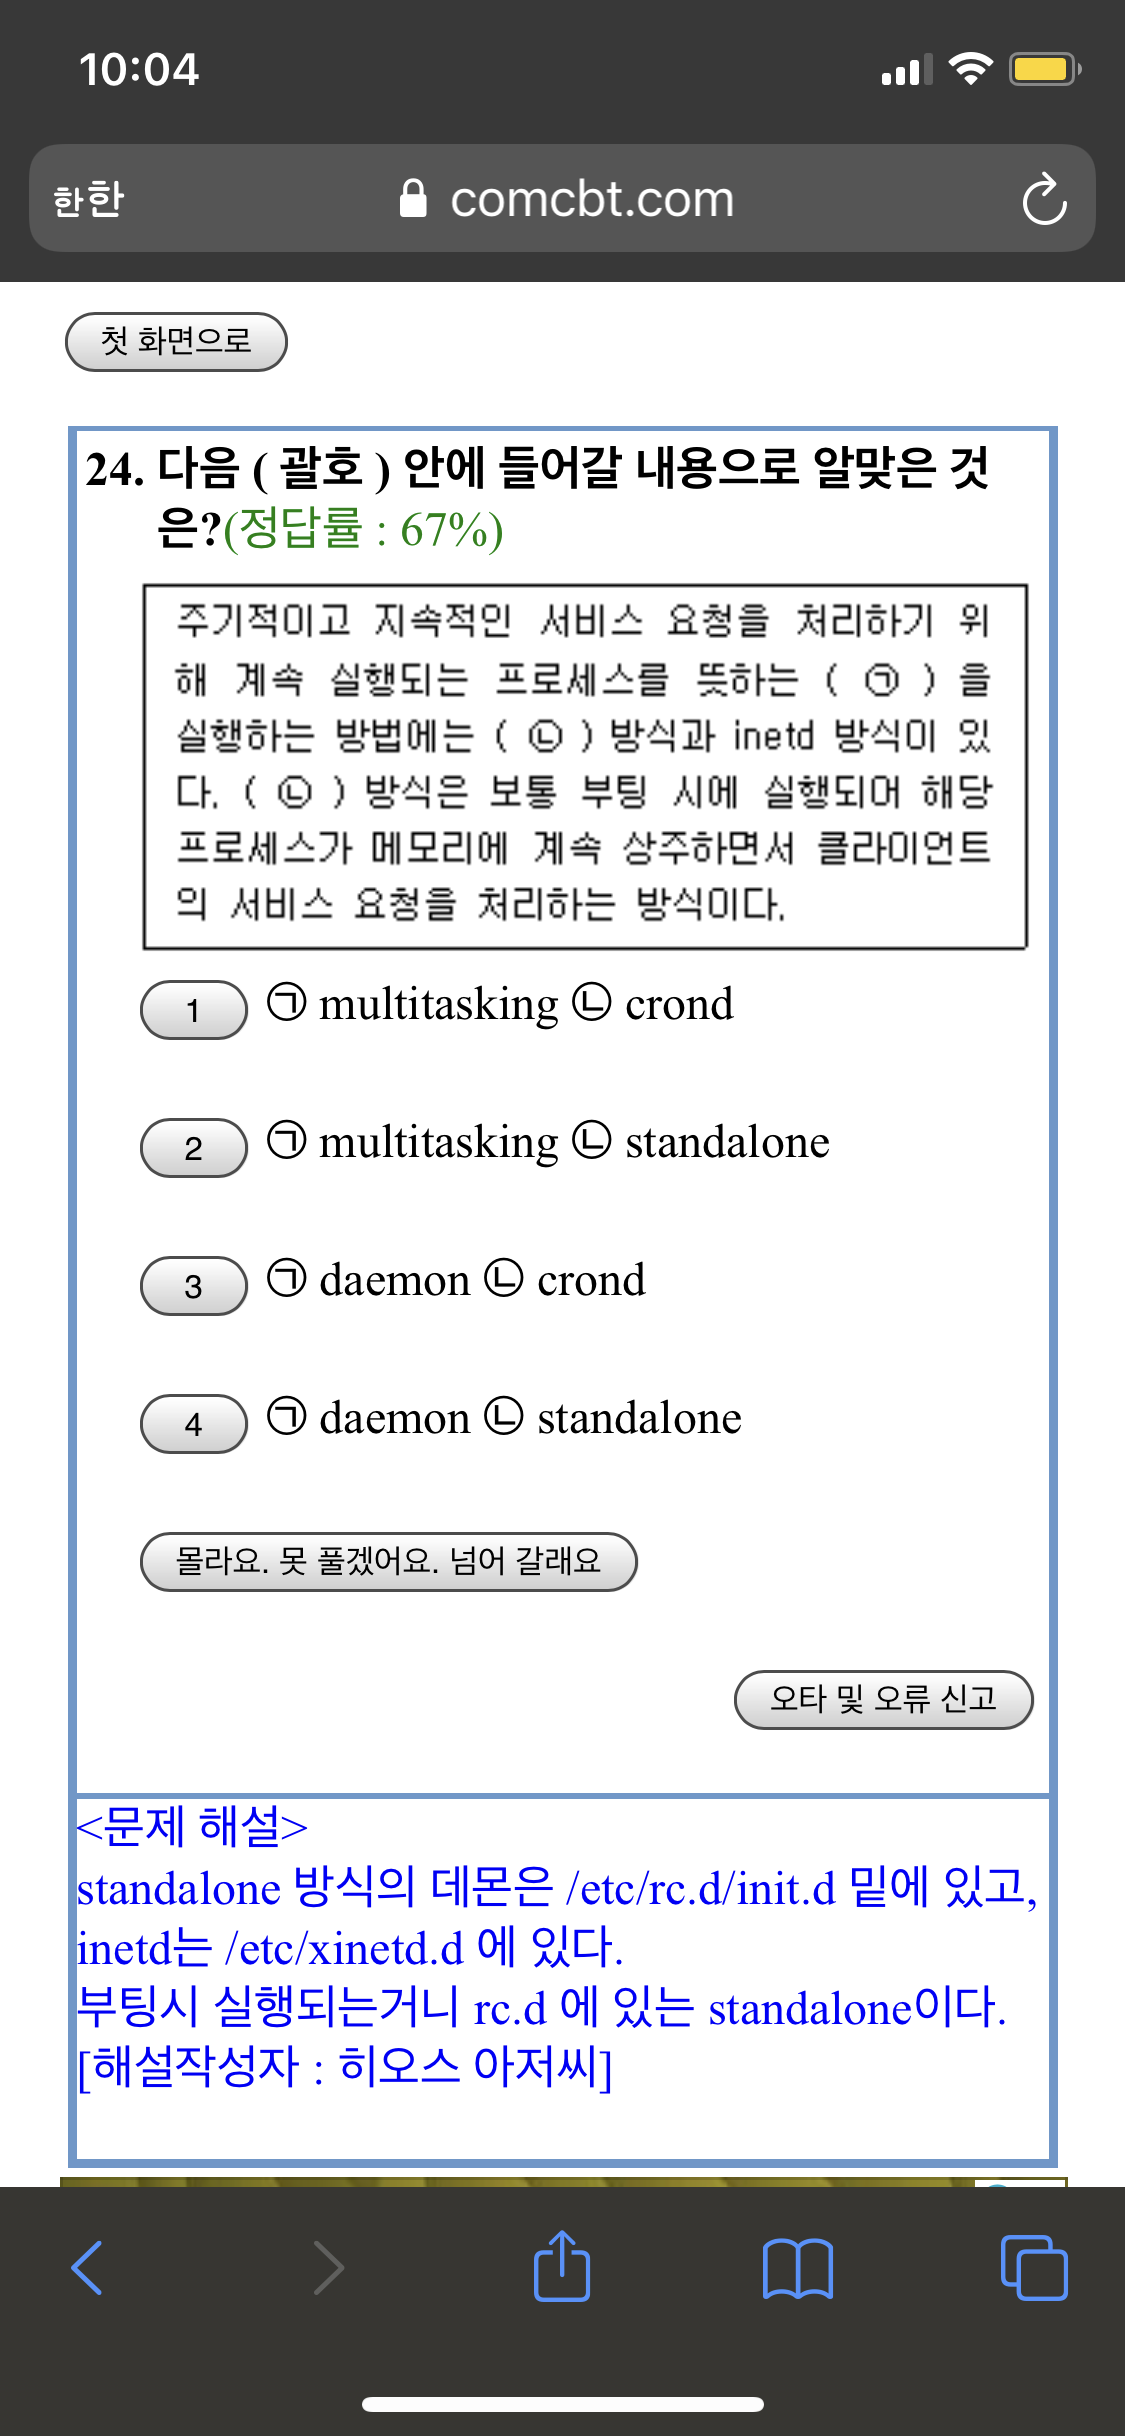 10:04
한한
comcbt.com
첫 화면으로
24. 다음 ( 괄호 ) 안에 들어갈 내용으로 알맞은 것
은?(정답률 : 67%)
주기적이고 지속적인 서비스 요청을 처리하기 위
해 계속 실행되는 프로세스를 뜻하는 ( ㉠ ) 을
실행하는 방법에는 ( ㉡ ) 방식과 inetd 방식이 있
다. ( ㉡ ) 방식은 보통 부팅 시에 실행되어 해당
프로세스가 메모리에 계속 상주하면서 클라이언트
의 서비스 요청을 처리하는 방식이다.
1 ㉠ multitasking ㉡ crond
2 ㉠ multitasking ㉡ standalone
3 ㉠ daemon ㉡ crond
4 ㉠ daemon ㉡ standalone
몰라요. 못 풀겠어요. 넘어 갈래요
오타 및 오류 신고
<문제 해설>
standalone 방식의 데몬은 /etc/rc.d/init.d 밑에 있고,
inetd는 /etc/xinetd.d 에 있다.
부팅시 실행되는거니 rc.d 에 있는 standalone이다.
[해설작성자 : 히오스 아저씨]